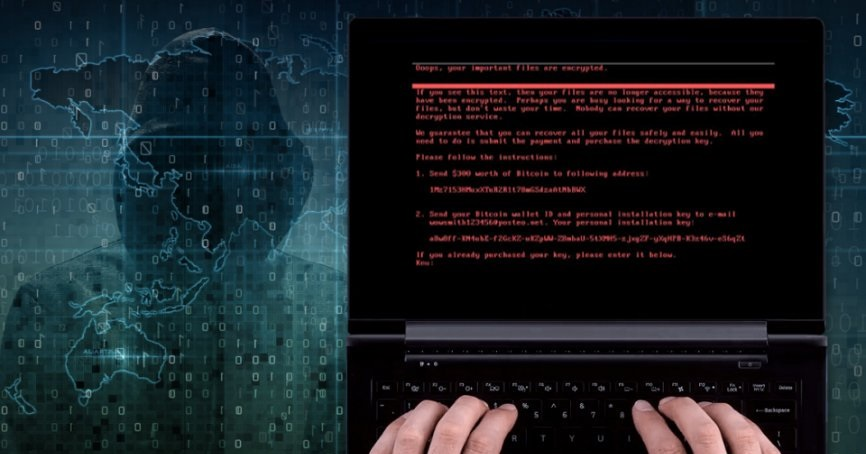 Ooops, your important files are encrypted.
If you see this text, then your files are no longer accessible, because they
have been encrypted. Perhaps you are busy looking for a way to recover your
files, but don't waste your time. Nobody can recover your files without our
decryption service.
We guarantee that you can recover all your files safely and easily. All you
need to do is submit the payment and purchase the decryption key.
Please follow the instructions:
1. Send $300 worth of Bitcoin to following address:
2. Send your Bitcoin wallet ID and personal installation key to e-mail
wowsmith123456@posteo.net. Your personal installation key:
If you already purchased your key, please enter it below.
Key:
Esc
Delete
Backspace
R T Y U I